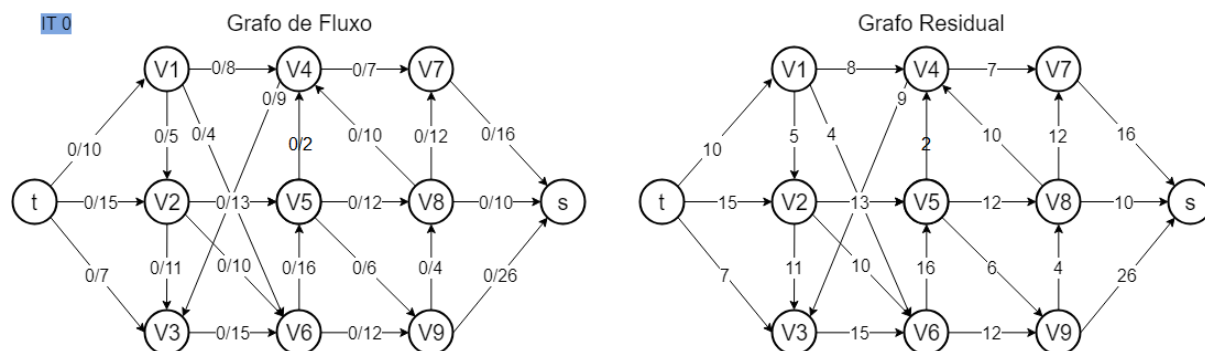 IT 0 Grafo de Fluxo Grafo Residual
V1 0/8 V4 0/7 V7 V1 8 V4 7 V7
0/9 9
0/5 0/4 0/16 5 4 16
0/10 0/2 0/10 0/12 10 2 10 12
t 0/15 V2 0/13 V5 0/12 V8 0/10 s t 15 V2 13 V5 12 V8 10 s
0/7 0/11 0/10 0/16 0/6 0/4 0/26 7 11 10 16 6 4 26
V3 0/15 V6 0/12 V9 V3 15 V6 12 V9